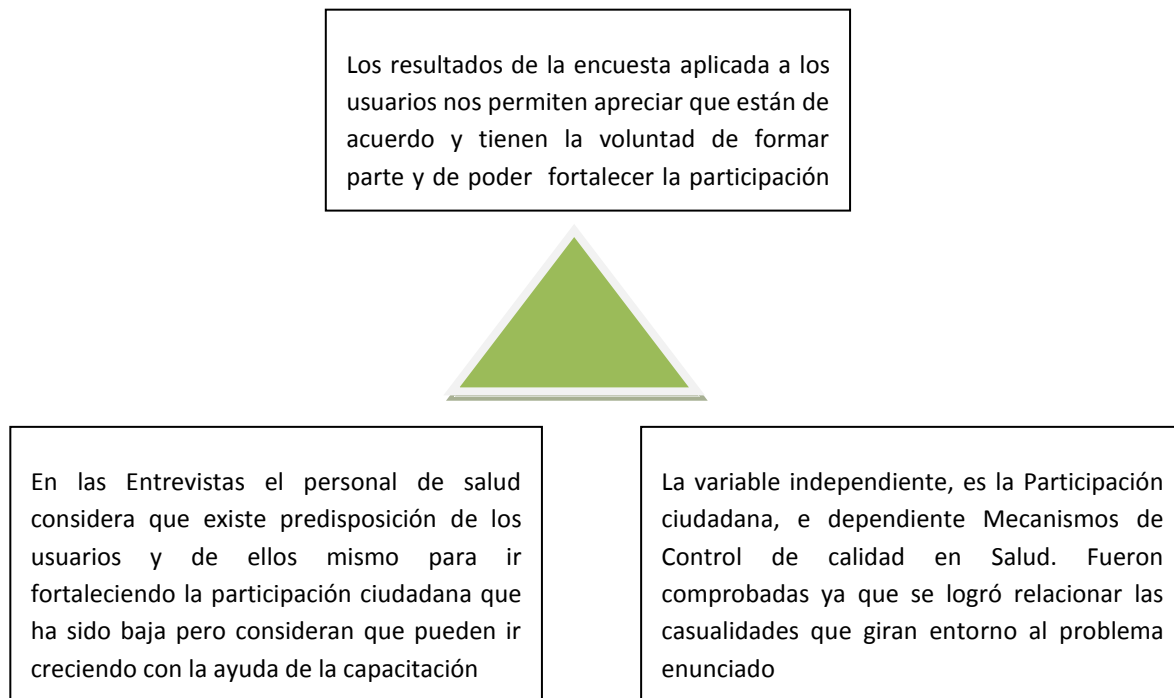 Los resultados de la encuesta aplicada a los
usuarios nos permiten apreciar que están de
acuerdo y tienen la voluntad de formar
parte y de poder fortalecer la participación
En las Entrevistas el personal de salud
considera que existe predisposición de los
usuarios y de ellos mismo para ir
fortaleciendo la participación ciudadana que
ha sido baja pero consideran que pueden ir
creciendo con la ayuda de la capacitación
La variable independiente, es la Participación
ciudadana, e dependiente Mecanismos de
Control de calidad en Salud. Fueron
comprobadas ya que se logró relacionar las
casualidades que giran entorno al problema
enunciado